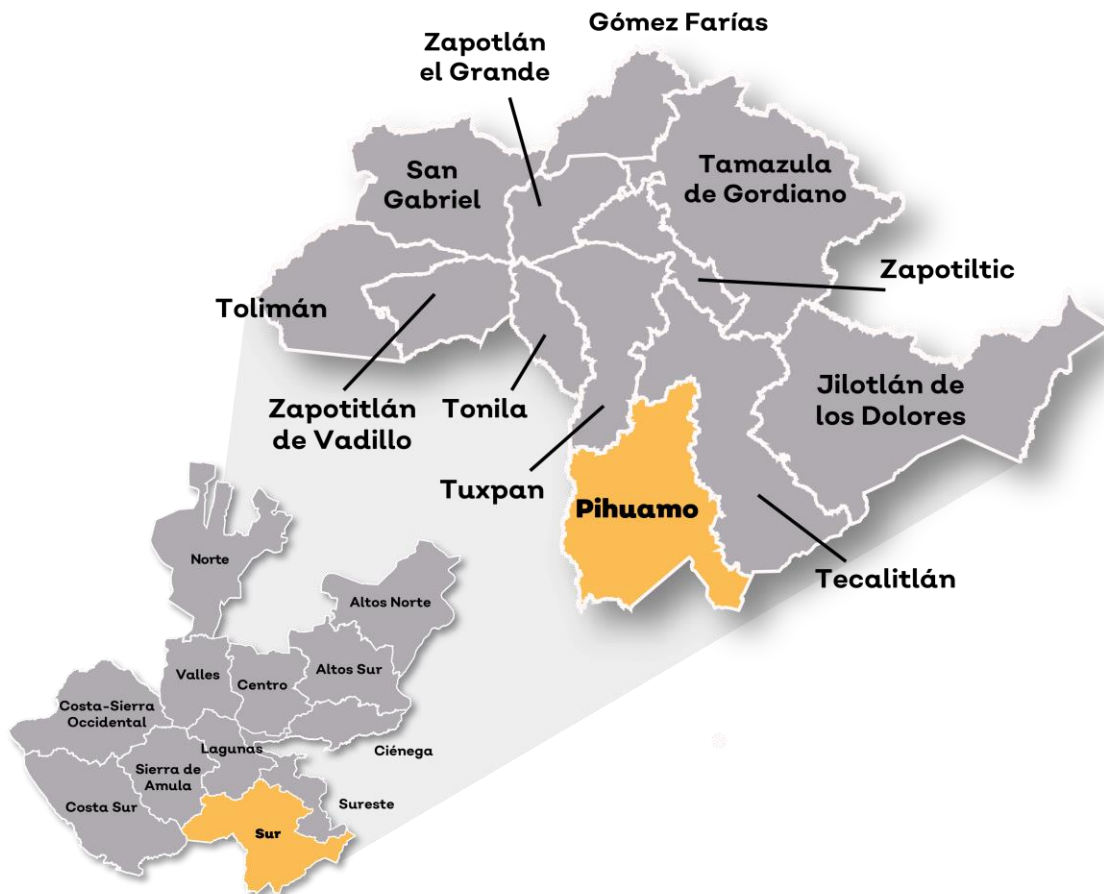 Gómez Farías
Zapotlán
el Grande
San
Gabriel
Tamazula
de Gordiano
Zapotiltic
Tolimán
Jilotlán de
los Dolores
Zapotitlán
de Vadillo
Tonila
Tuxpan
Pihuamo
Tecalitlán
Norte
Altos Norte
Valles
Centro
Altos Sur
Costa-Sierra
Occidental
Lagunas
Ciénega
Sierra de
Amula
Costa Sur
Sureste
Sur